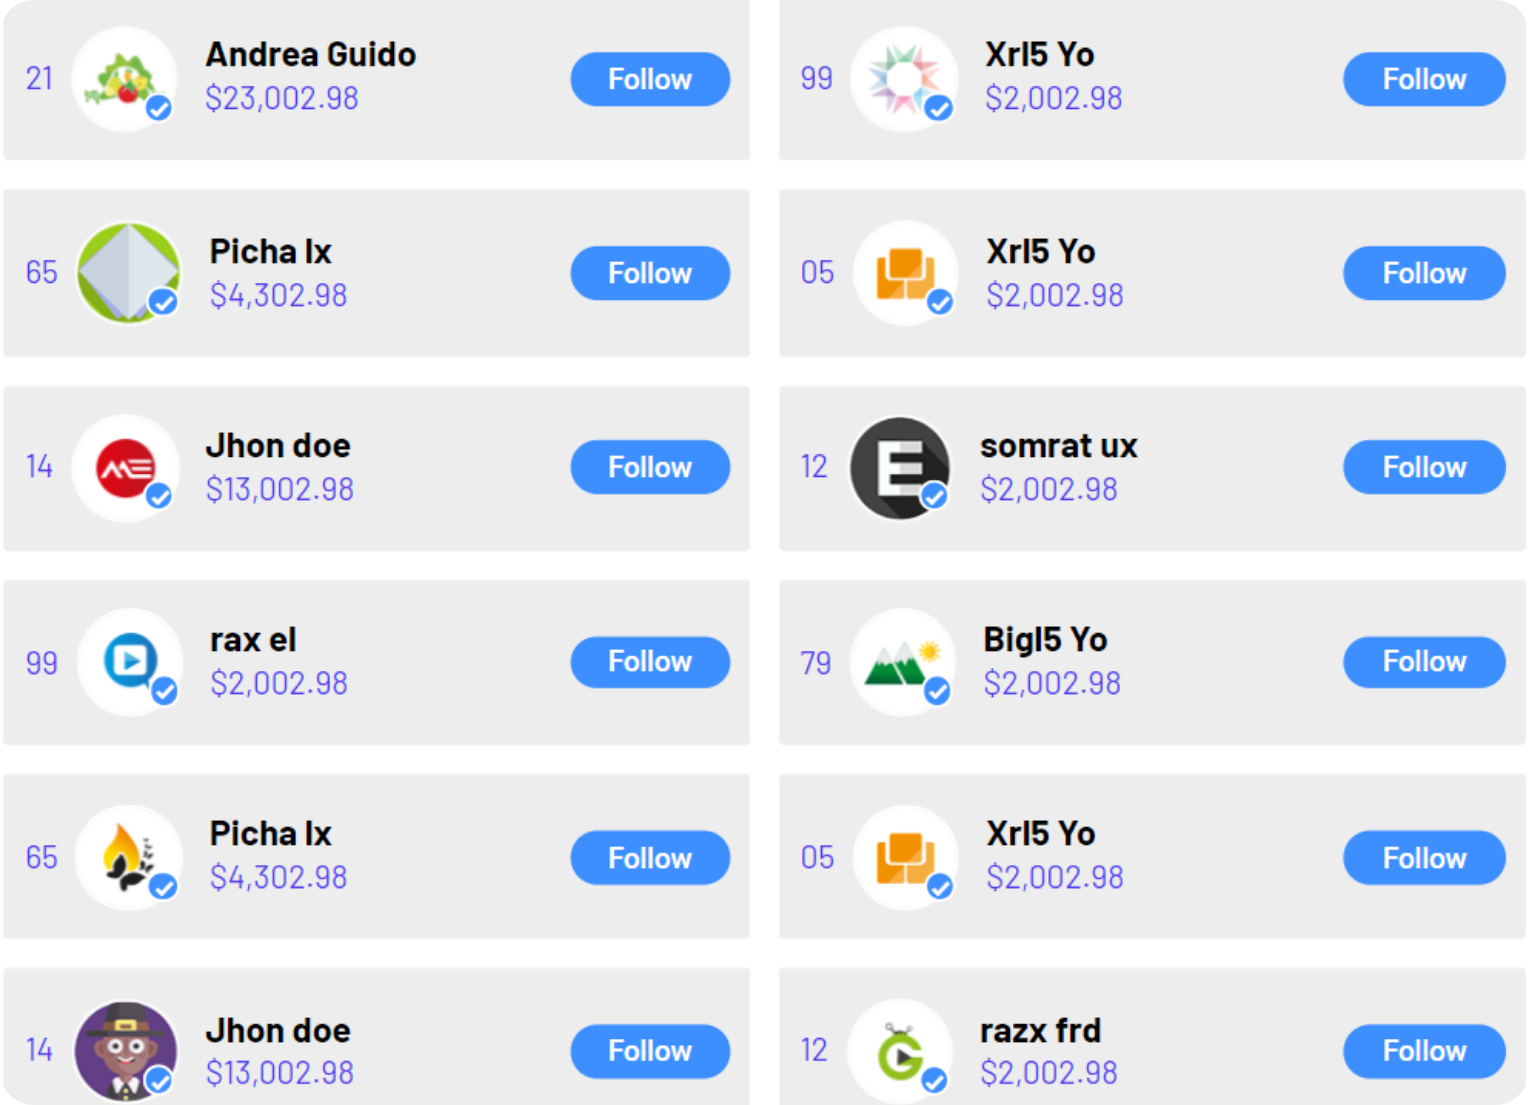 21
Andrea Guido
$23,002.98
Follow
99
Xrl5 Yo
$2,002.98
Follow
65
Picha lx
$4,302.98
Follow
05
Xrl5 Yo
$2,002.98
Follow
14
Jhon doe
$13,002.98
Follow
12
E
somrat ux
$2,002.98
Follow
99
rax el
$2,002.98
Follow
79
Bigl5 Yo
$2,002.98
Follow
65
Picha lx
$4,302.98
Follow
05
Xrl5 Yo
$2,002.98
Follow
14
Jhon doe
$13,002.98
Follow
12
G
razx frd
$2,002.98
Follow